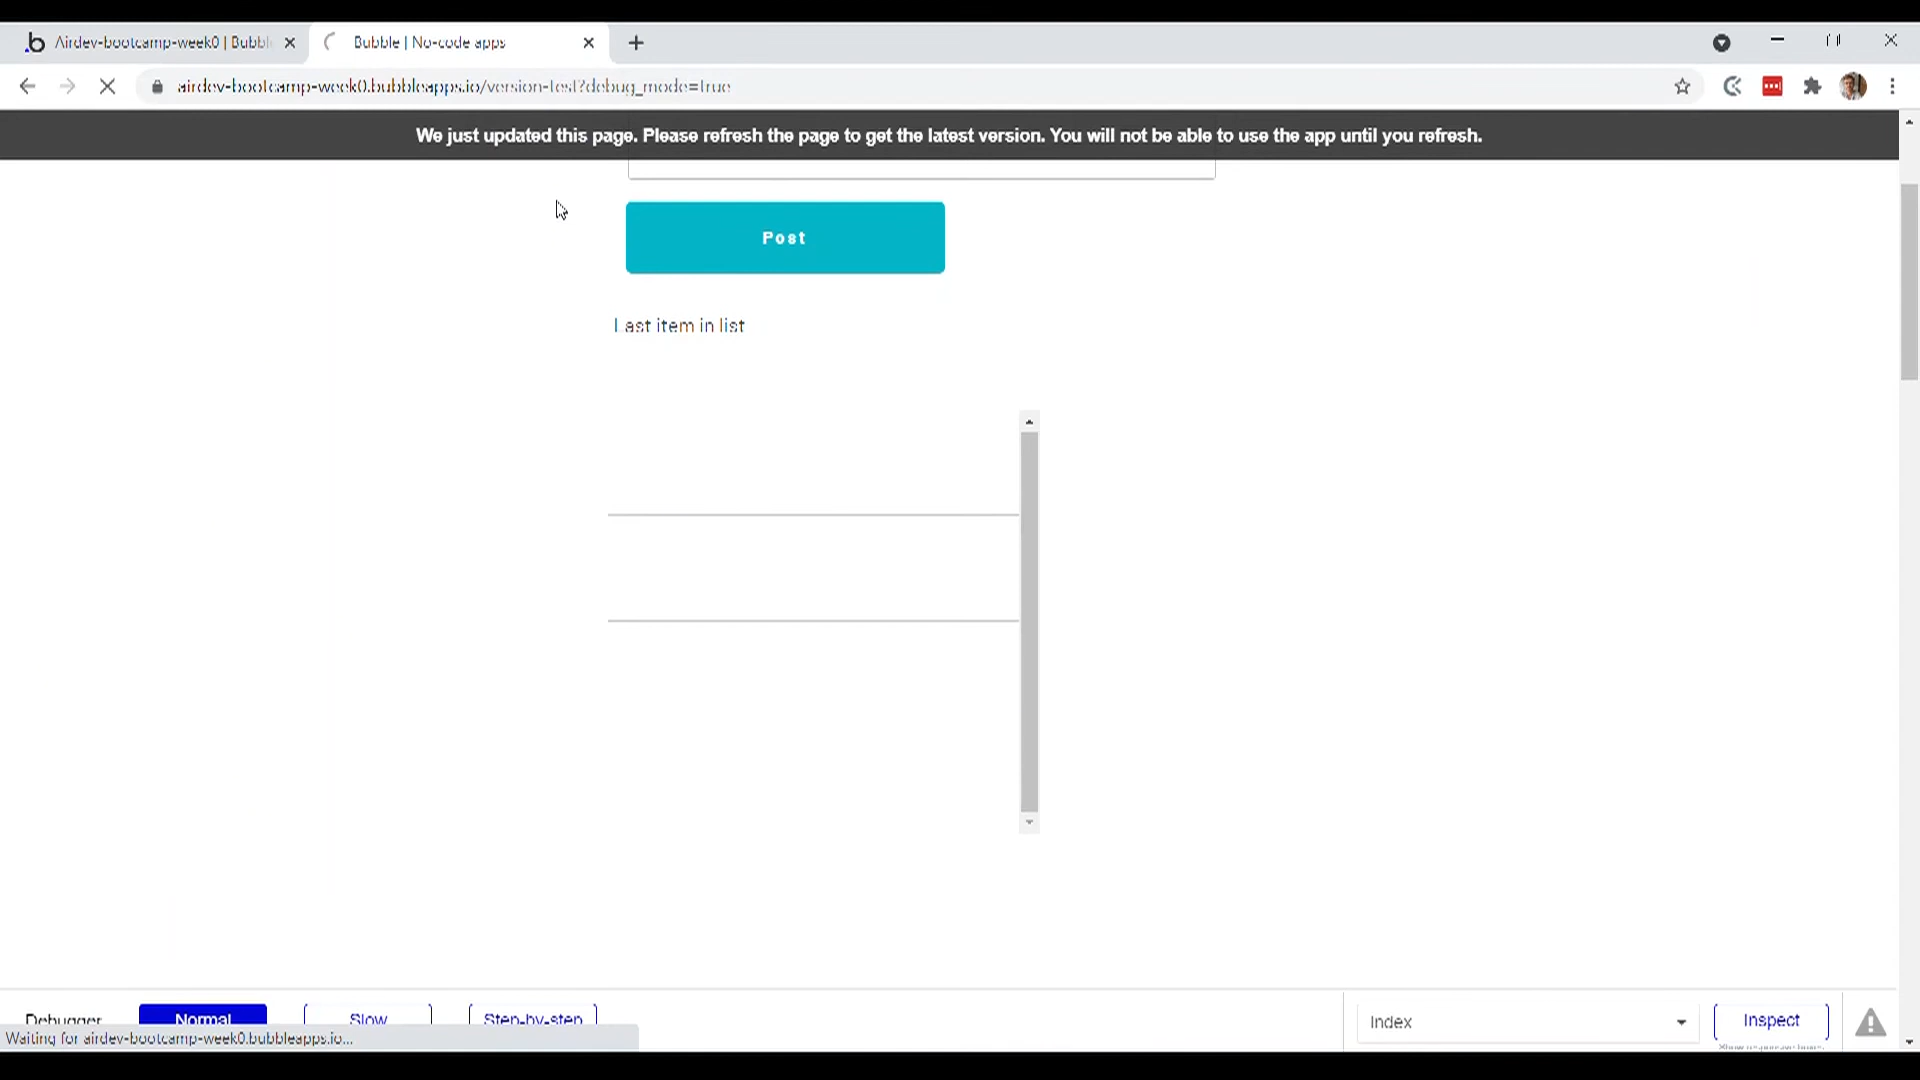 Airdev-bootcamp-week0 | Bubbl
Bubble | No-code apps
airdev-bootcamp-week0.bubbleapps.io/version-test?debug_mode=true
We just updated this page. Please refresh the page to get the latest version. You will not be able to use the app until you refresh.
Post
Last item in list
Debugger
Normal
Slow
Step-by-step
Index
Inspect
Waiting for airdev-bootcamp-week0.bubbleapps.io...